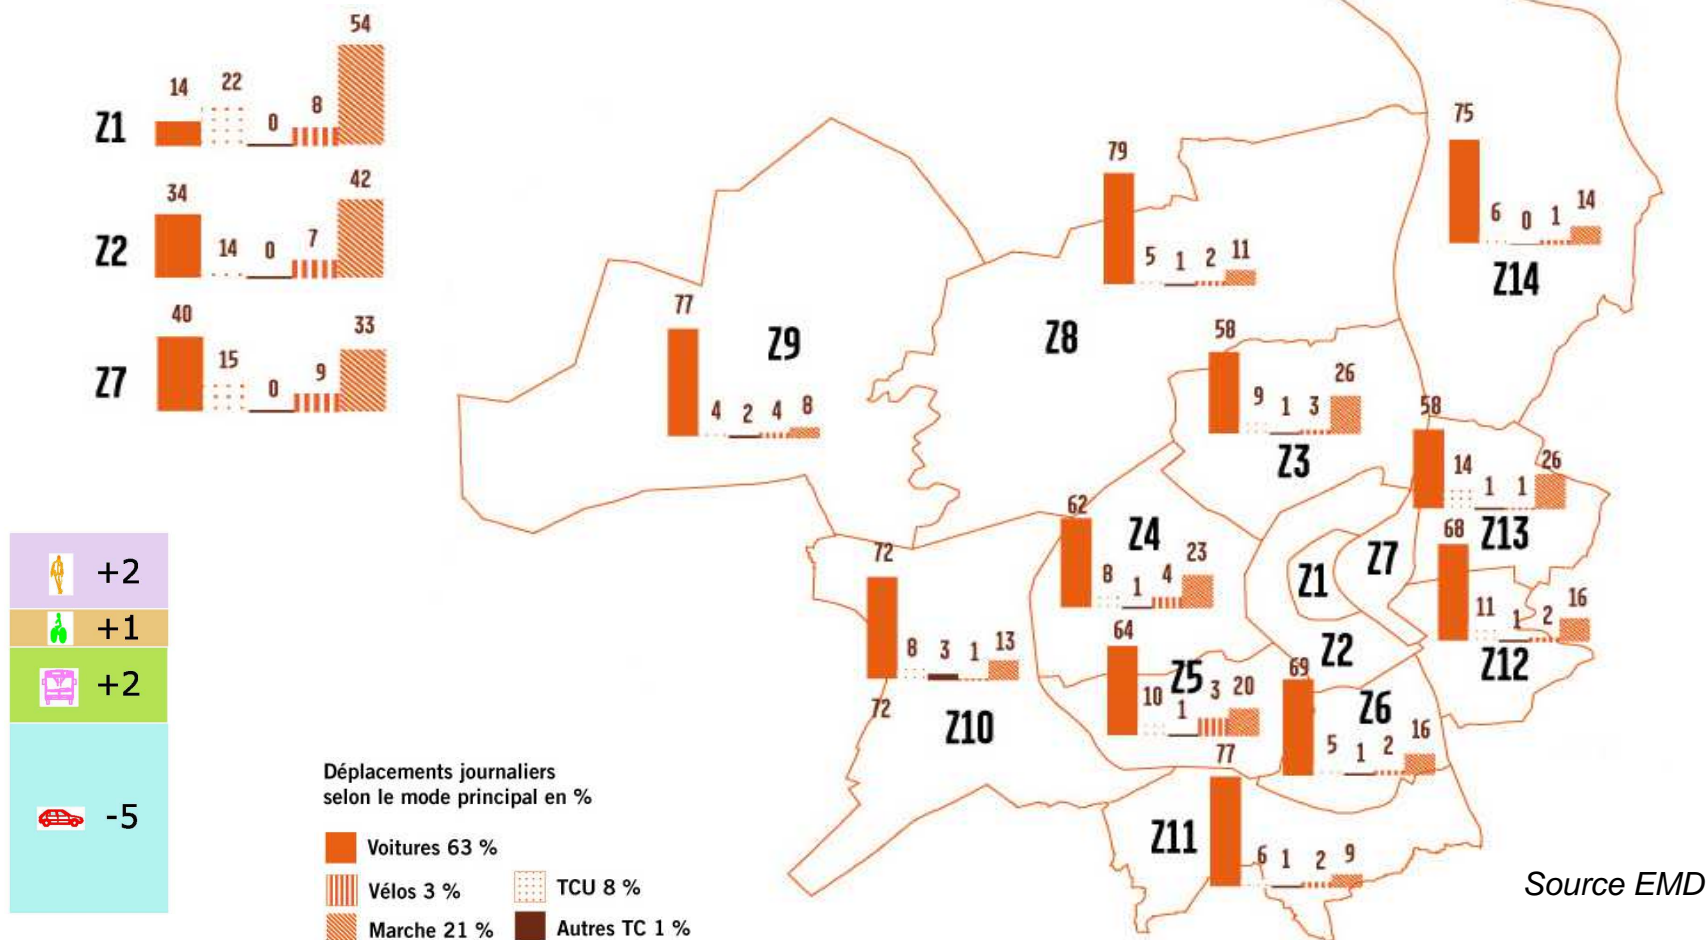 54
14 22 0 8
Z1
34 14 0 7 42
Z2
40 15 0 9 33
Z7
77 4 2 4 8
Z9
79 5 1 2 11
Z8
75 6 0 1 14
Z14
58 9 1 3 26
Z3
58 14 1 1 26
Z13
62 8 1 4 23
Z4
Z1
Z7
Z2
68 11 1 2 16
Z12
72 8 3 1 13
72
Z10
64 10 1 3 20
Z5
69 5 1 2 16
Z6
77 6 1 2 9
Z11
+2
+1
+2
-5
Déplacements journaliers
selon le mode principal en %
Voitures 63 %
Vélos 3 %
TCU 8 %
Marche 21 %
Autres TC 1 %
Source EMD